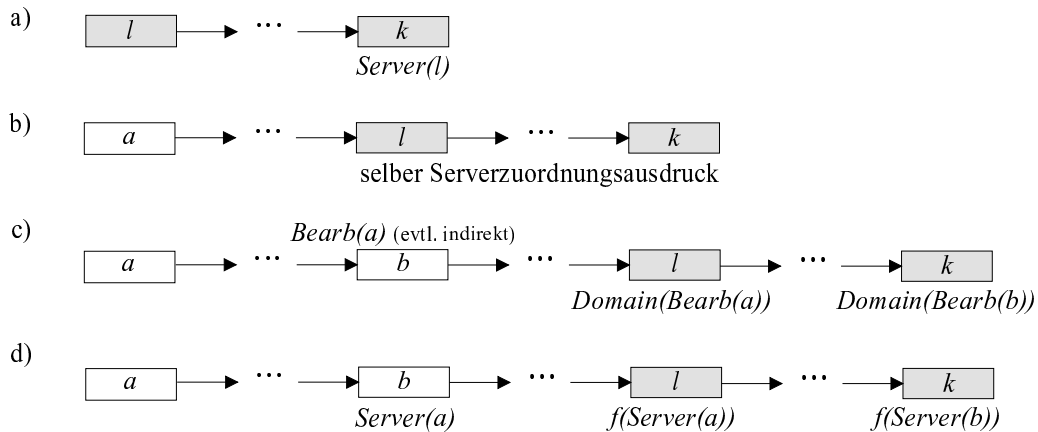 a) l ... k
Server(l)
b) a ... l ... k
selber Serverzuordnungsausdruck
c) Bearb(a) (evtl. indirekt)
a ... b ... l ... k
Domain(Bearb(a)) Domain(Bearb(b))
d) a ... b ... l ... k
Server(a) f(Server(a)) f(Server(b))